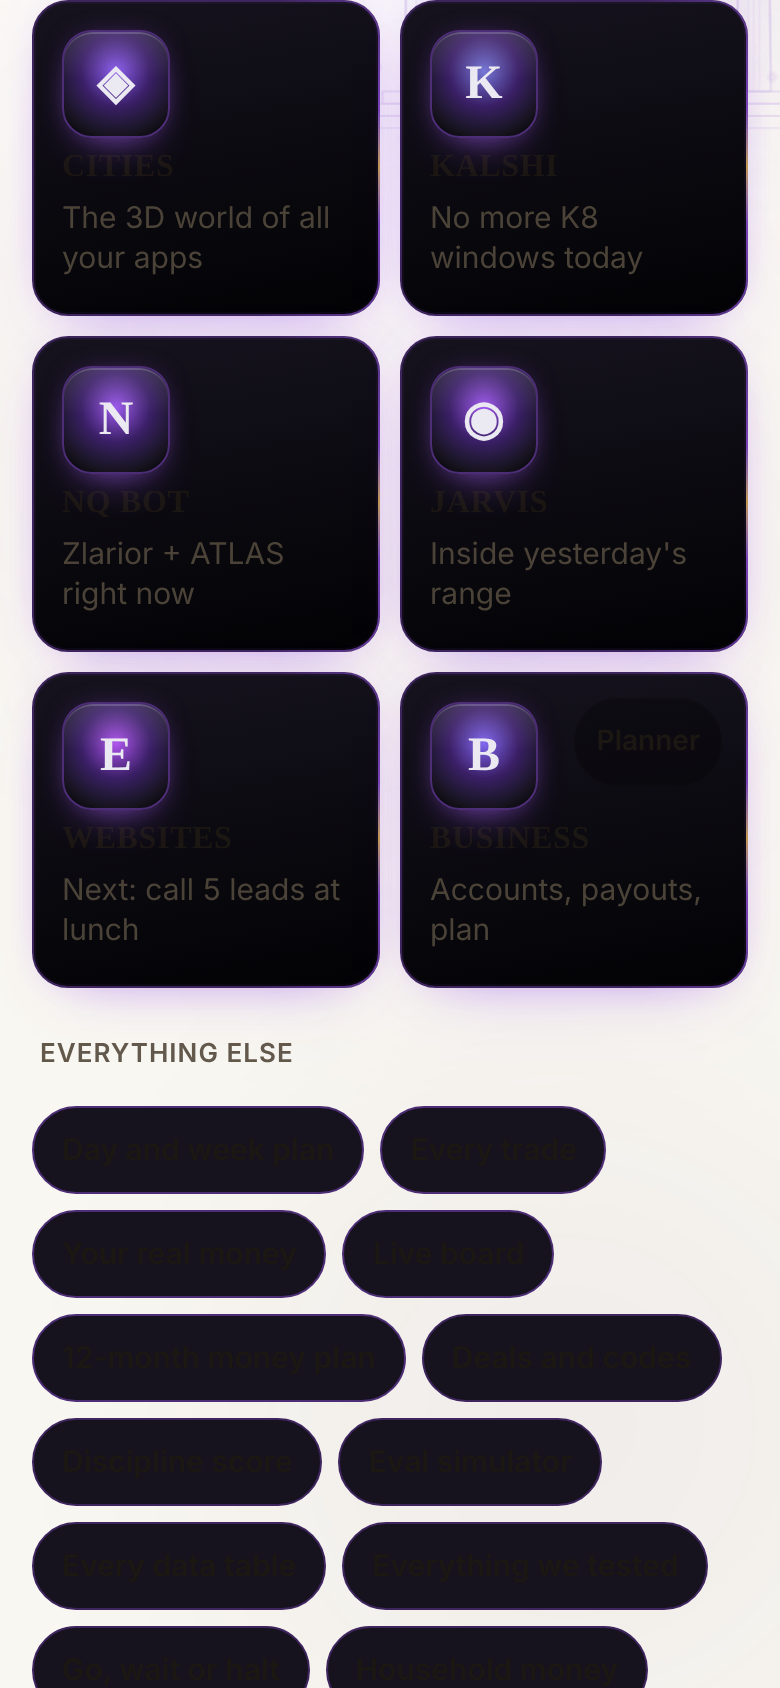 ◈
K
CITIES
KALSHI
The 3D world of all
your apps
No more K8
windows today
N
◉
NQ BOT
JARVIS
Zlarior + ATLAS
right now
Inside yesterday's
range
E
B
Planner
WEBSITES
BUSINESS
Next: call 5 leads at
lunch
Accounts, payouts,
plan
EVERYTHING ELSE
Day and week plan
Every trade
Your real money
Live board
12-month money plan
Deals and codes
Discipline score
Eval simulator
Every data table
Everything we tested
Go, wait or halt
Household money